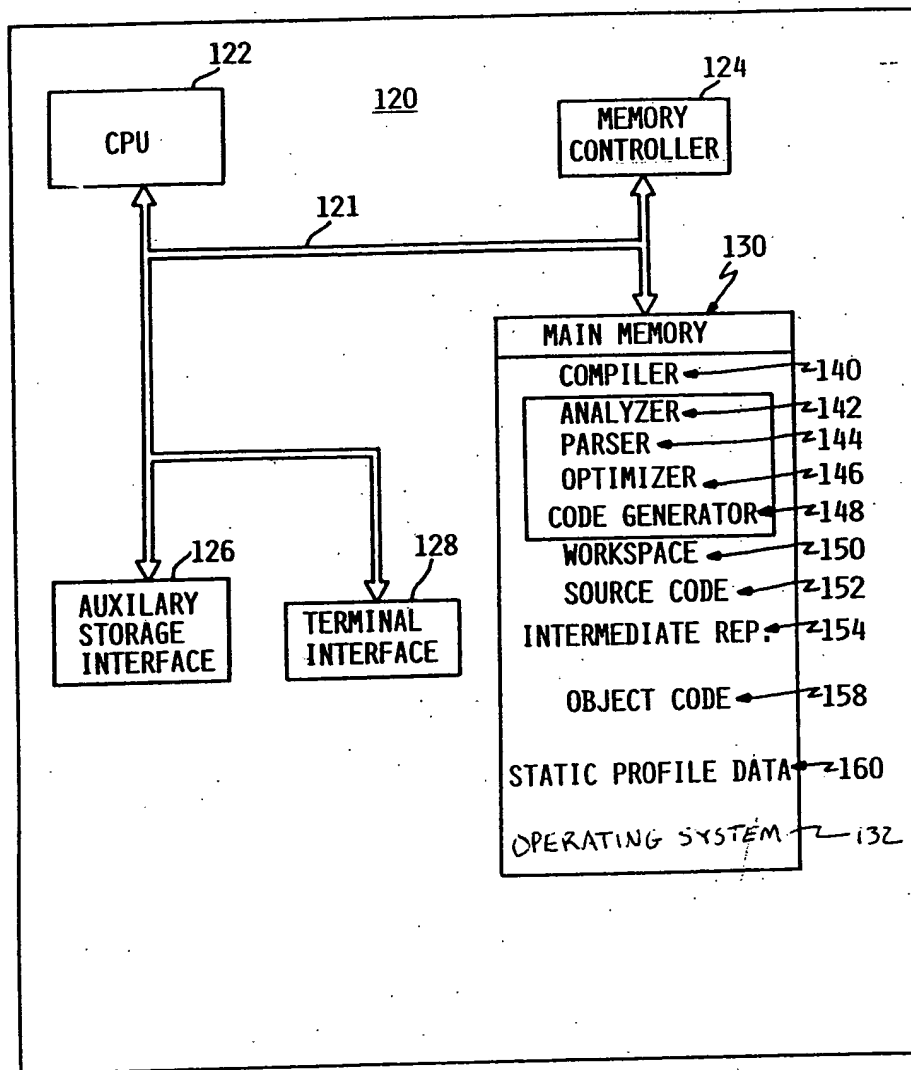 122
CPU
120
124
MEMORY
CONTROLLER
121
130
MAIN MEMORY
COMPILER 140
ANALYZER 142
PARSER 144
OPTIMIZER 146
CODE GENERATOR 148
WORKSPACE 150
SOURCE CODE 152
INTERMEDIATE REP. 154
OBJECT CODE 158
STATIC PROFILE DATA 160
OPERATING SYSTEM 132
126
AUXILARY
STORAGE
INTERFACE
128
TERMINAL
INTERFACE